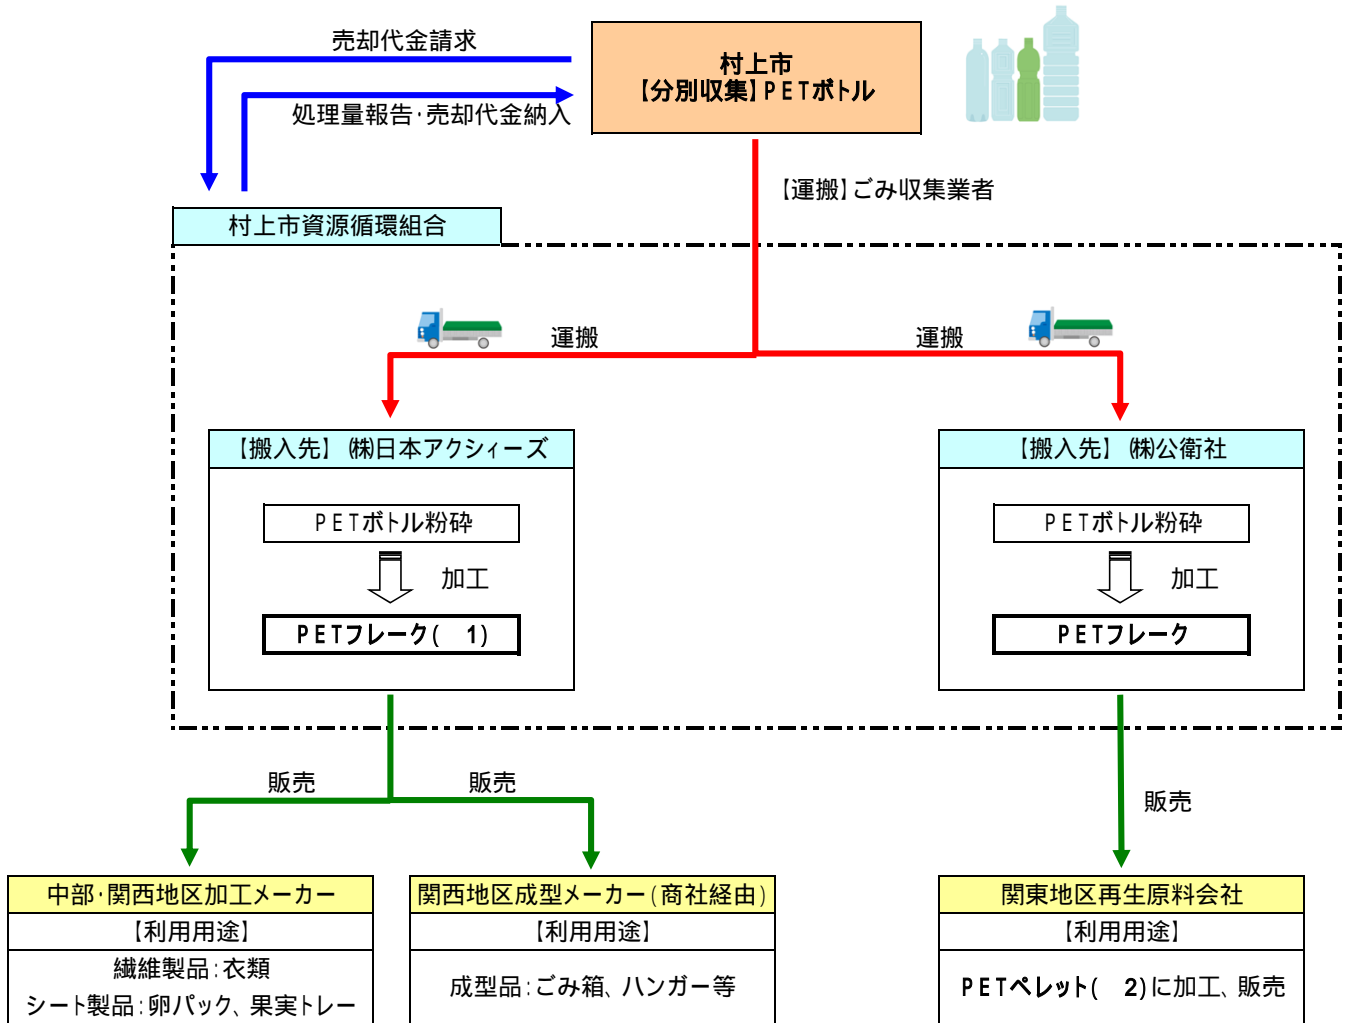 売却代金請求
村上市
【分別収集】PETボトル
処理量報告・売却代金納入
【運搬】ごみ収集業者
村上市資源循環組合
運搬
運搬
【搬入先】 ㈱日本アクシィーズ
【搬入先】 ㈱公衛社
PETボトル粉砕
PETボトル粉砕
加工
加工
PETフレーク( 1)
PETフレーク
販売
販売
販売
中部・関西地区加工メーカー
関西地区成型メーカー(商社経由)
関東地区再生原料会社
【利用用途】
【利用用途】
【利用用途】
繊維製品:衣類
シート製品:卵パック、果実トレー
成型品:ごみ箱、ハンガー等
PETペレット( 2)に加工、販売